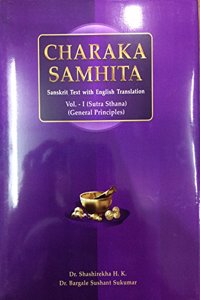 CHARAKA
SAMHITA
Sanskrit Text with English Translation
Vol. - I (Sutra Sthana)
(General Principles)
Dr. Shashirekha H. K.
Dr. Bargale Sushant Sukumar